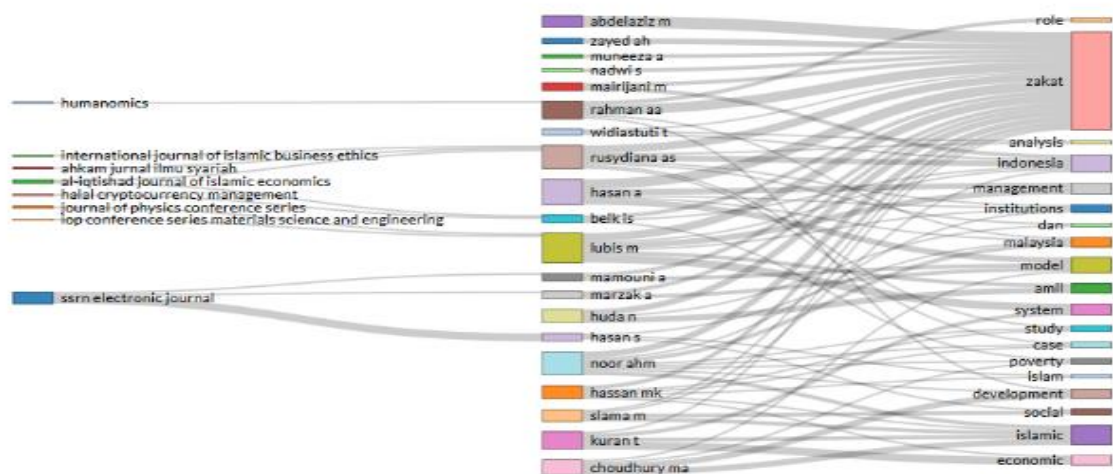 humanomics
international journal of islamic business ethics
ahkam jurnal ilmu syariah
al-iqtishad journal of islamic economics
halal cryptocurrency management
journal of physics conference series
iop conference series materials science and engineering
ssrn electronic journal
abdelaziz m
zayed ah
muneeza a
nadwi s
mairijani m
rahman aa
widiastuti t
rusydiana as
hasan a
belk is
lubis m
mamouni a
marzak a
huda n
hasan s
noor ahm
hassan mk
slama m
kuran t
choudhury ma
role
zakat
analysis
indonesia
management
institutions
dan
malaysia
model
amil
system
study
case
poverty
islam
development
social
islamic
economic